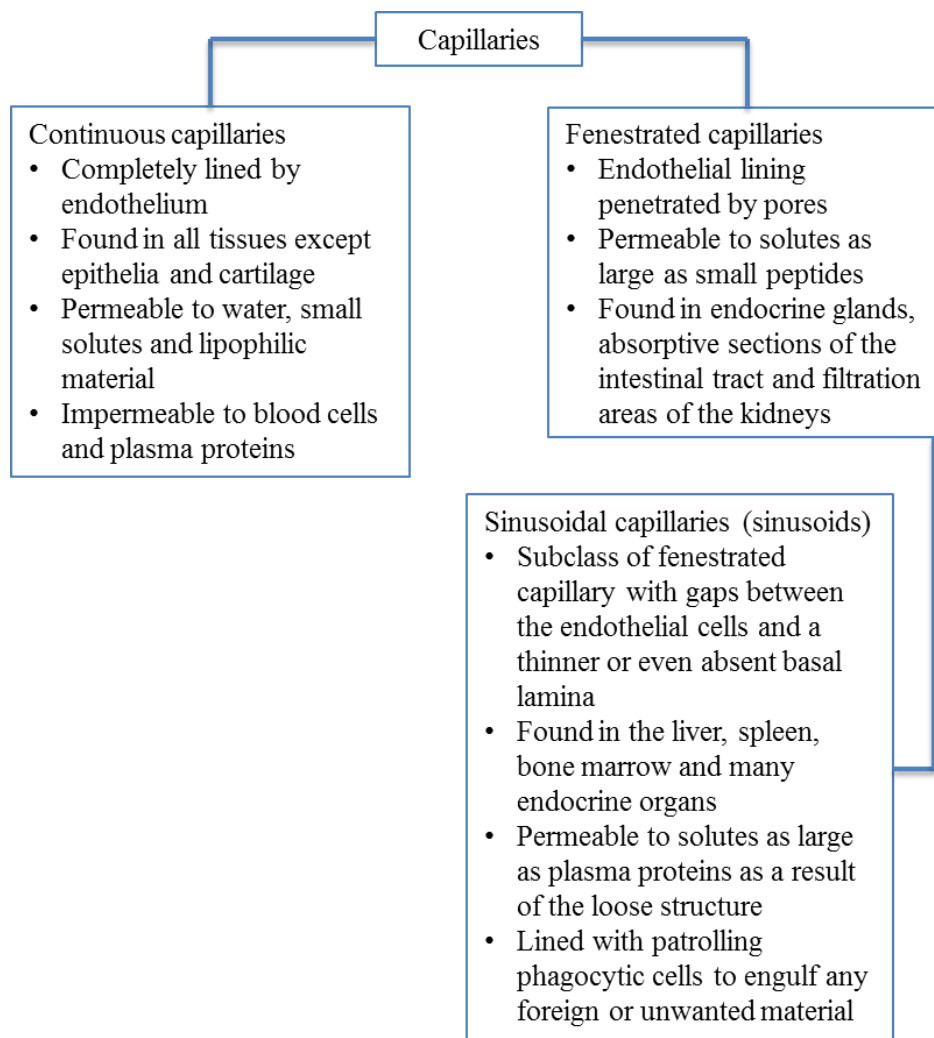 Capillaries
Continuous capillaries
• Completely lined by
endothelium
• Found in all tissues except
epithelia and cartilage
• Permeable to water, small
solutes and lipophilic
material
• Impermeable to blood cells
and plasma proteins
Fenestrated capillaries
• Endothelial lining
penetrated by pores
• Permeable to solutes as
large as small peptides
• Found in endocrine glands,
absorptive sections of the
intestinal tract and filtration
areas of the kidneys
Sinusoidal capillaries (sinusoids)
• Subclass of fenestrated
capillary with gaps between
the endothelial cells and a
thinner or even absent basal
lamina
• Found in the liver, spleen,
bone marrow and many
endocrine organs
• Permeable to solutes as large
as plasma proteins as a result
of the loose structure
• Lined with patrolling
phagocytic cells to engulf any
foreign or unwanted material